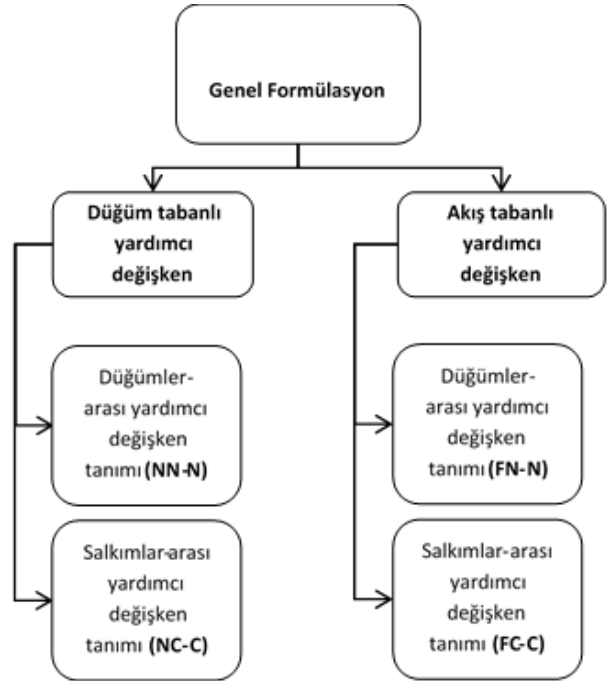 Genel Formülasyon
Düğüm tabanlı
yardımcı
değişken
Düğümler-
arası yardımcı
değişken
tanımı (NN-N)
Salkımlar-arası
yardımcı
değişken
tanımı (NC-C)
Akış tabanlı
yardımcı
değişken
Düğümler-
arası yardımcı
değişken
tanımı (FN-N)
Salkımlar-arası
yardımcı
değişken
tanımı (FC-C)